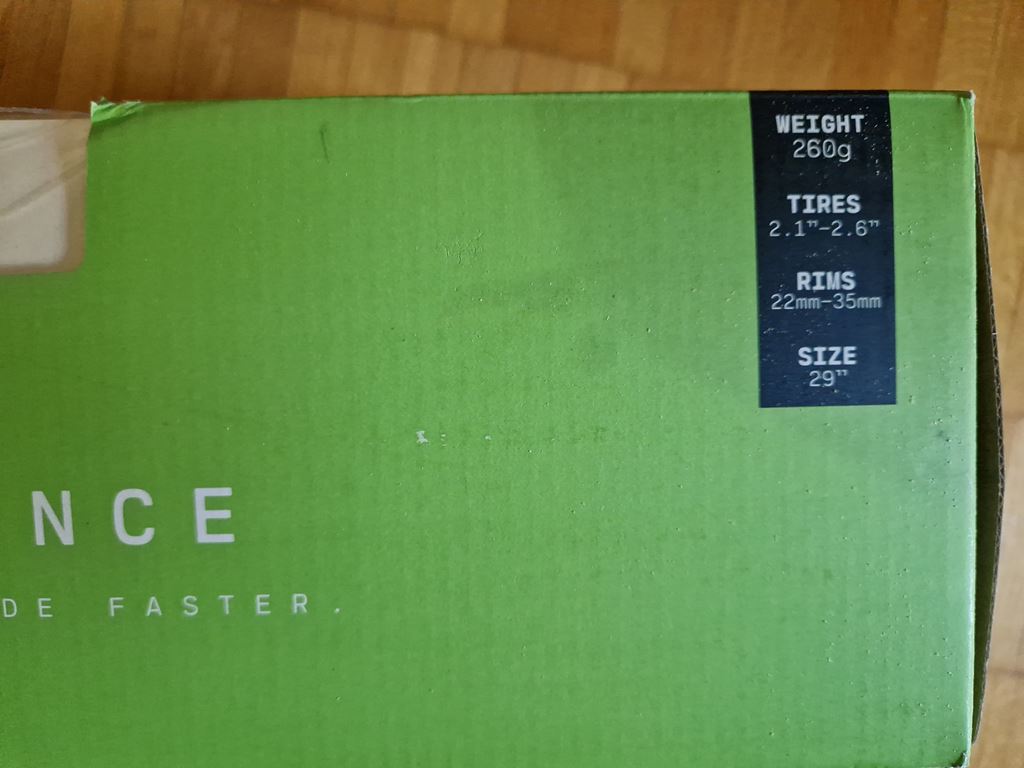 WEIGHT
260g
TIRES
2.1"-2.6"
RIMS
22mm-35mm
SIZE
29"
NCE
DE FASTER.